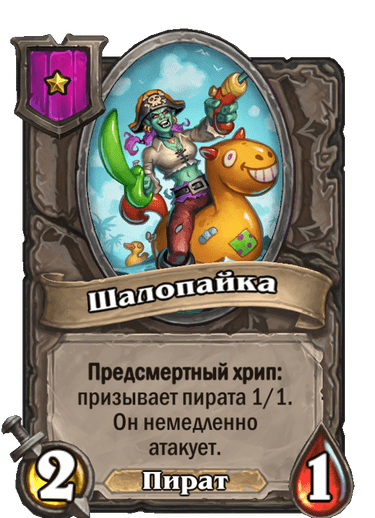 Шалопайка
Предсмертный хрип:
призывает пирата 1/1.
Он немедленно
атакует.
2
Пират
1